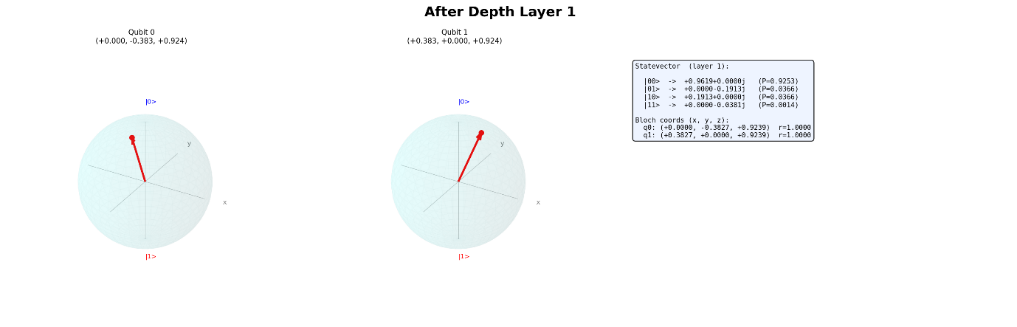 After Depth Layer 1
Qubit 0
(+0.000, -0.383, +0.924)
|0>
y
x
|1>
Qubit 1
(+0.383, +0.000, +0.924)
|0>
y
x
|1>
Statevector (layer 1):
|00> -> +0.9619+0.0000j (P=0.9253)
|01> -> +0.0000-0.1913j (P=0.0366)
|10> -> +0.1913+0.0000j (P=0.0366)
|11> -> +0.0000-0.0381j (P=0.0014)
Bloch coords (x, y, z):
q0: (+0.0000, -0.3827, +0.9239) r=1.0000
q1: (+0.3827, +0.0000, +0.9239) r=1.0000